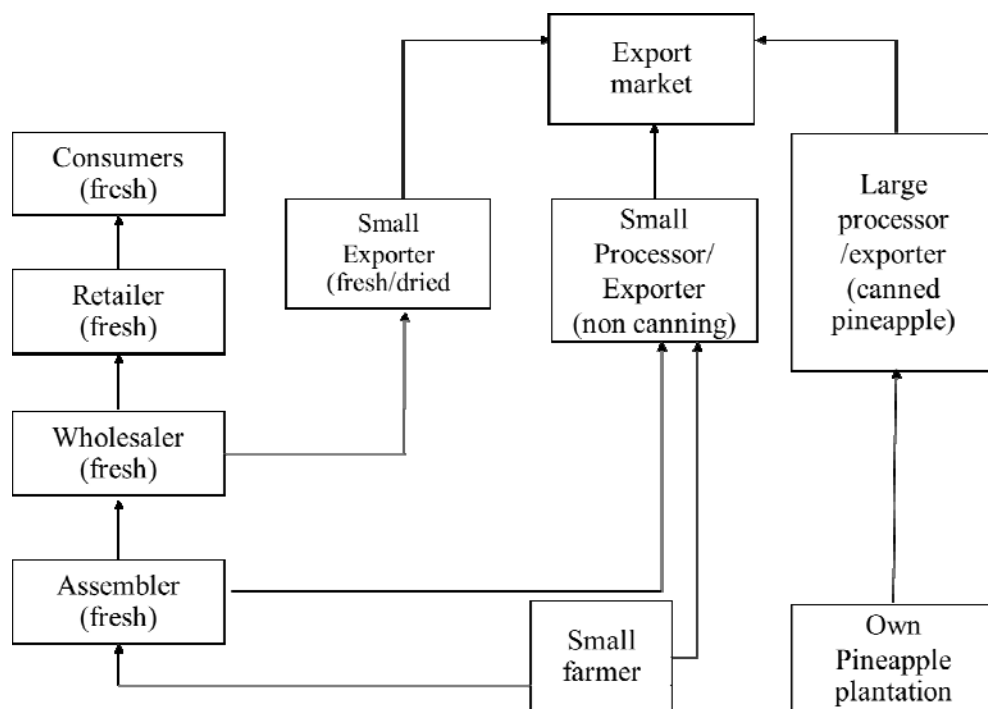 Export
market
Consumers
(fresh)
Small
Exporter
(fresh/dried
Small
Processor/
Exporter
(non canning)
Large
processor
/exporter
(canned
pineapple)
Retailer
(fresh)
Wholesaler
(fresh)
Assembler
(fresh)
Small
farmer
Own
Pineapple
plantation